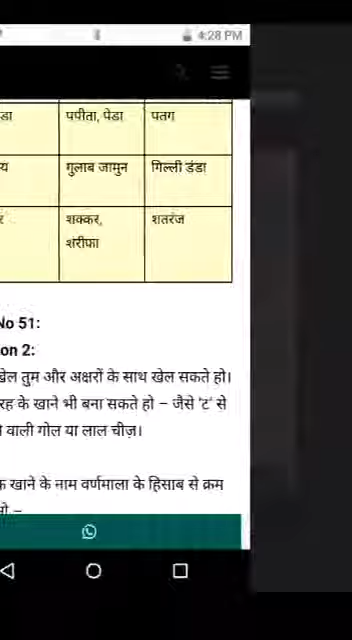 4:28 PM
डा पपीता, पेडा पतग
य गुलाब जामुन गिल्ली डंडा
शक्कर, शतरंज
शरीफा
No 51:
on 2:
खेल तुम और अक्षरों के साथ खेल सकते हो।
रह के खाने भी बना सकते हो – जैसे 'ट' से
वाली गोल या लाल चीज़।
खाने के नाम वर्णमाला के हिसाब से क्रम